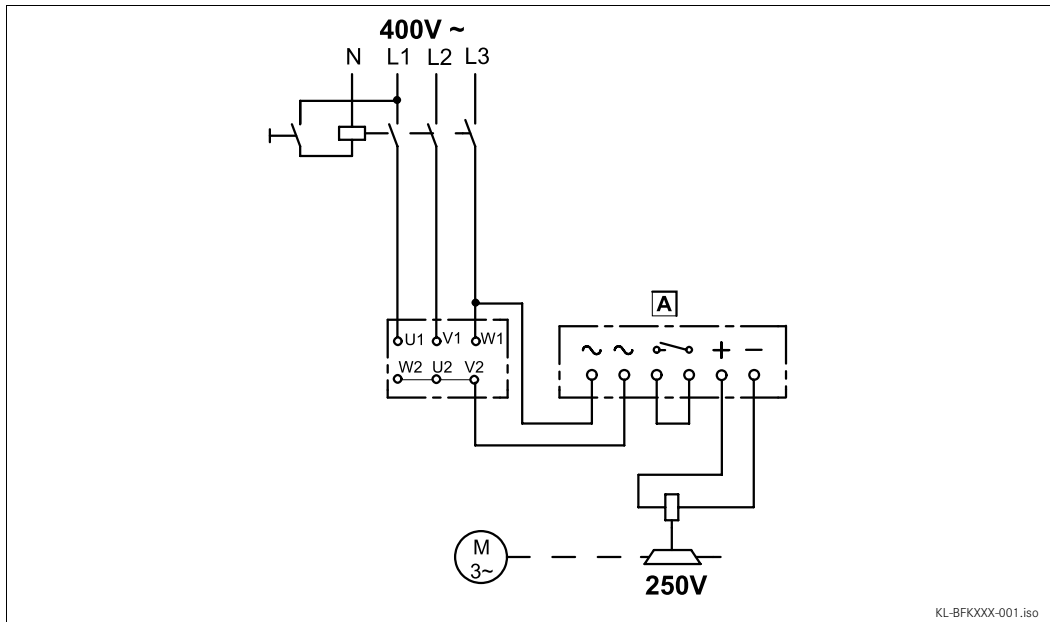 400V ~
N L1 L2 L3
A
U1 V1 W1
W2 U2 V2
+ −
M
3~
250V
KL-BFKXXX-001.iso